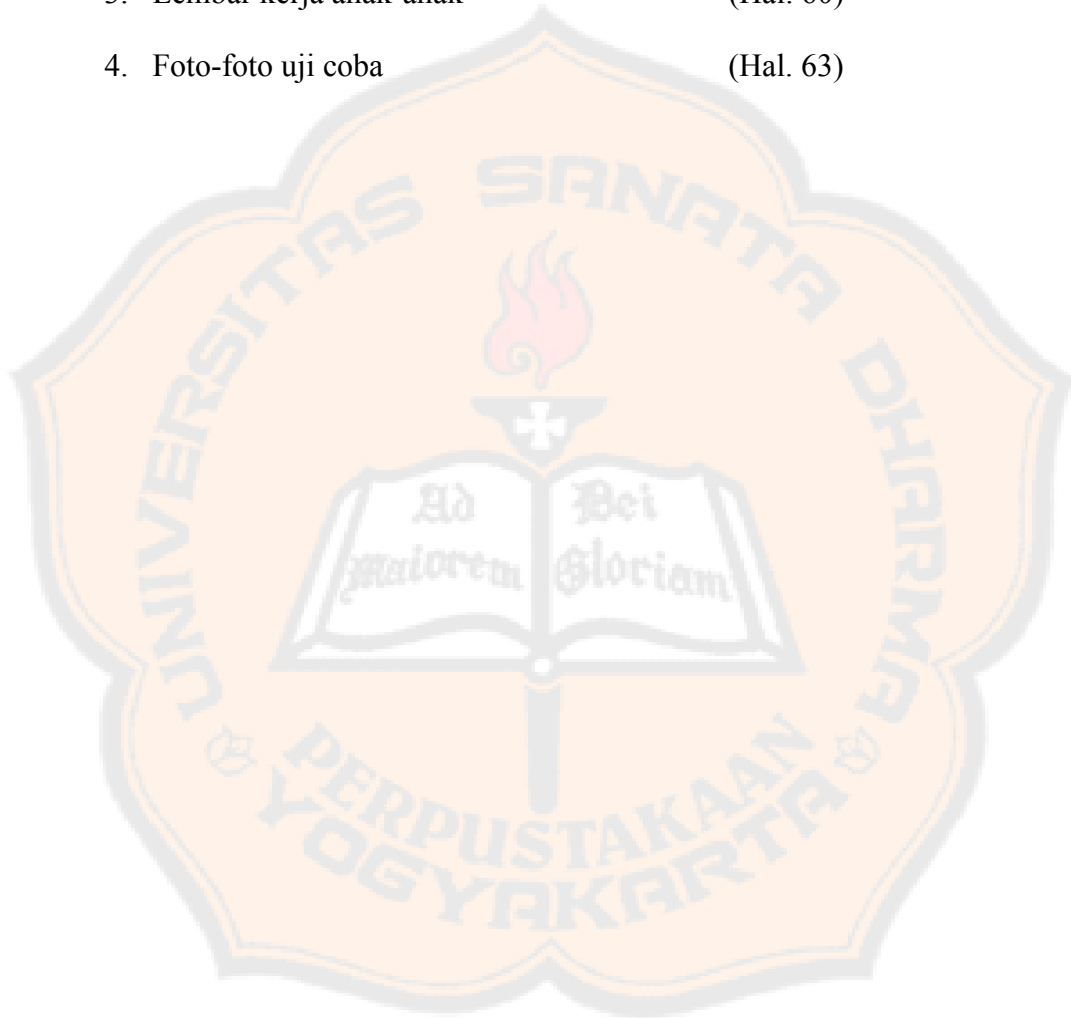 4. Foto-foto uji coba (Hal. 63)
UNIVERSITAS SANATA DHARMA
Ad Dei
Maiorem Gloriam
PERPUSTAKAAN
YOGYAKARTA